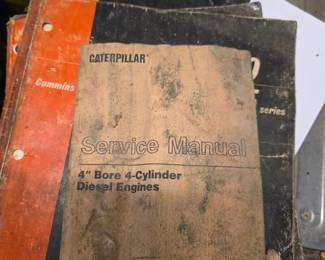 CATERPILLAR
Service Manual
4" Bore 4-Cylinder
Diesel Engines
Cummins
series